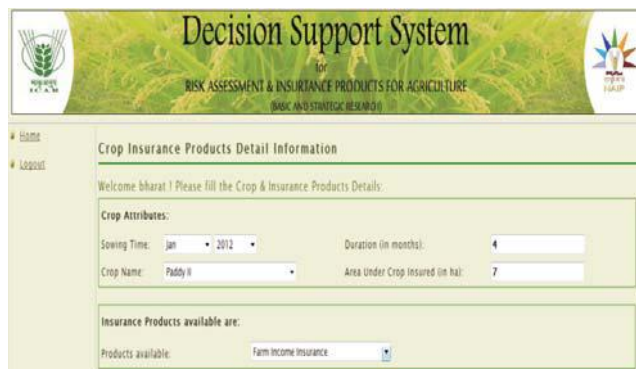 Decision Support System
for
RISK ASSESSMENT & INSURTANCE PRODUCTS FOR AGRICULTURE
(BASIC AND STRATEGIC RESEARCH)
Home
Logout
Crop Insurance Products Detail Information
Welcome bharat ! Please fill the Crop & Insurance Products Details:
Crop Attributes:
Sowing Time: Jan 2012 Duration (in months): 4
Crop Name: Paddy II Area Under Crop Insured (in ha): 7
Insurance Products available are:
Products available: Farm Income Insurance